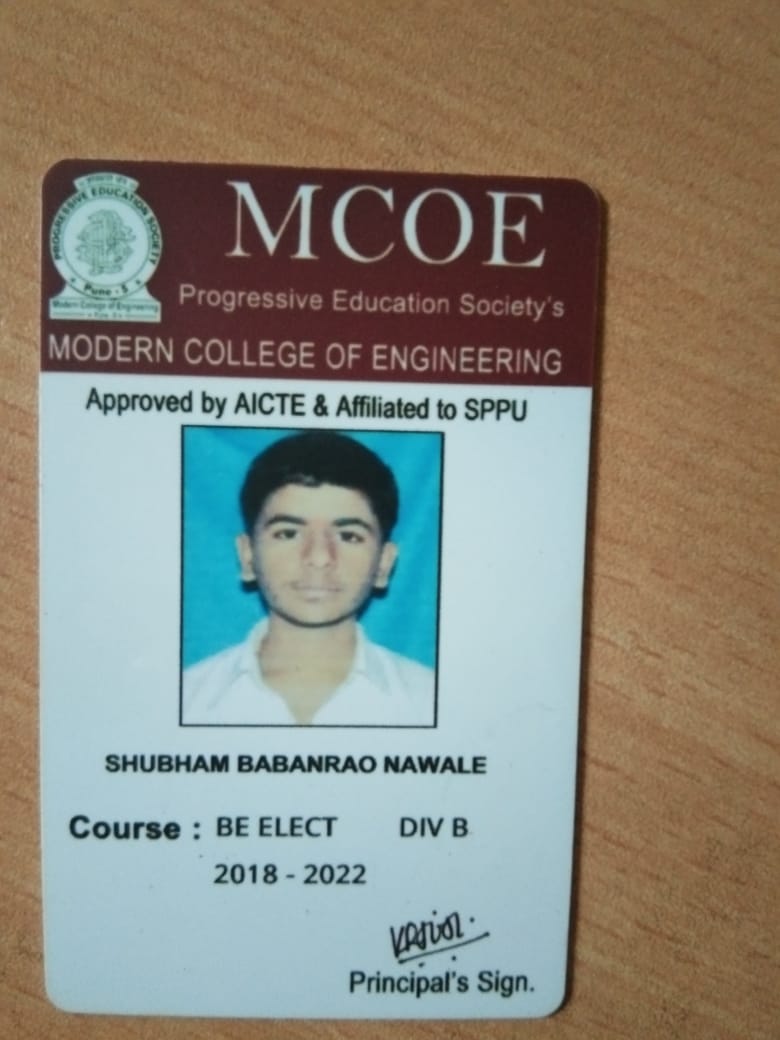 MCOE
PROGRESSIVE EDUCATION SOCIETY
Pune - 5
Modern College of Engineering
Progressive Education Society's
MODERN COLLEGE OF ENGINEERING
Approved by AICTE & Affiliated to SPPU
SHUBHAM BABANRAO NAWALE
Course : BE ELECT DIV B
2018 - 2022
Principal's Sign.